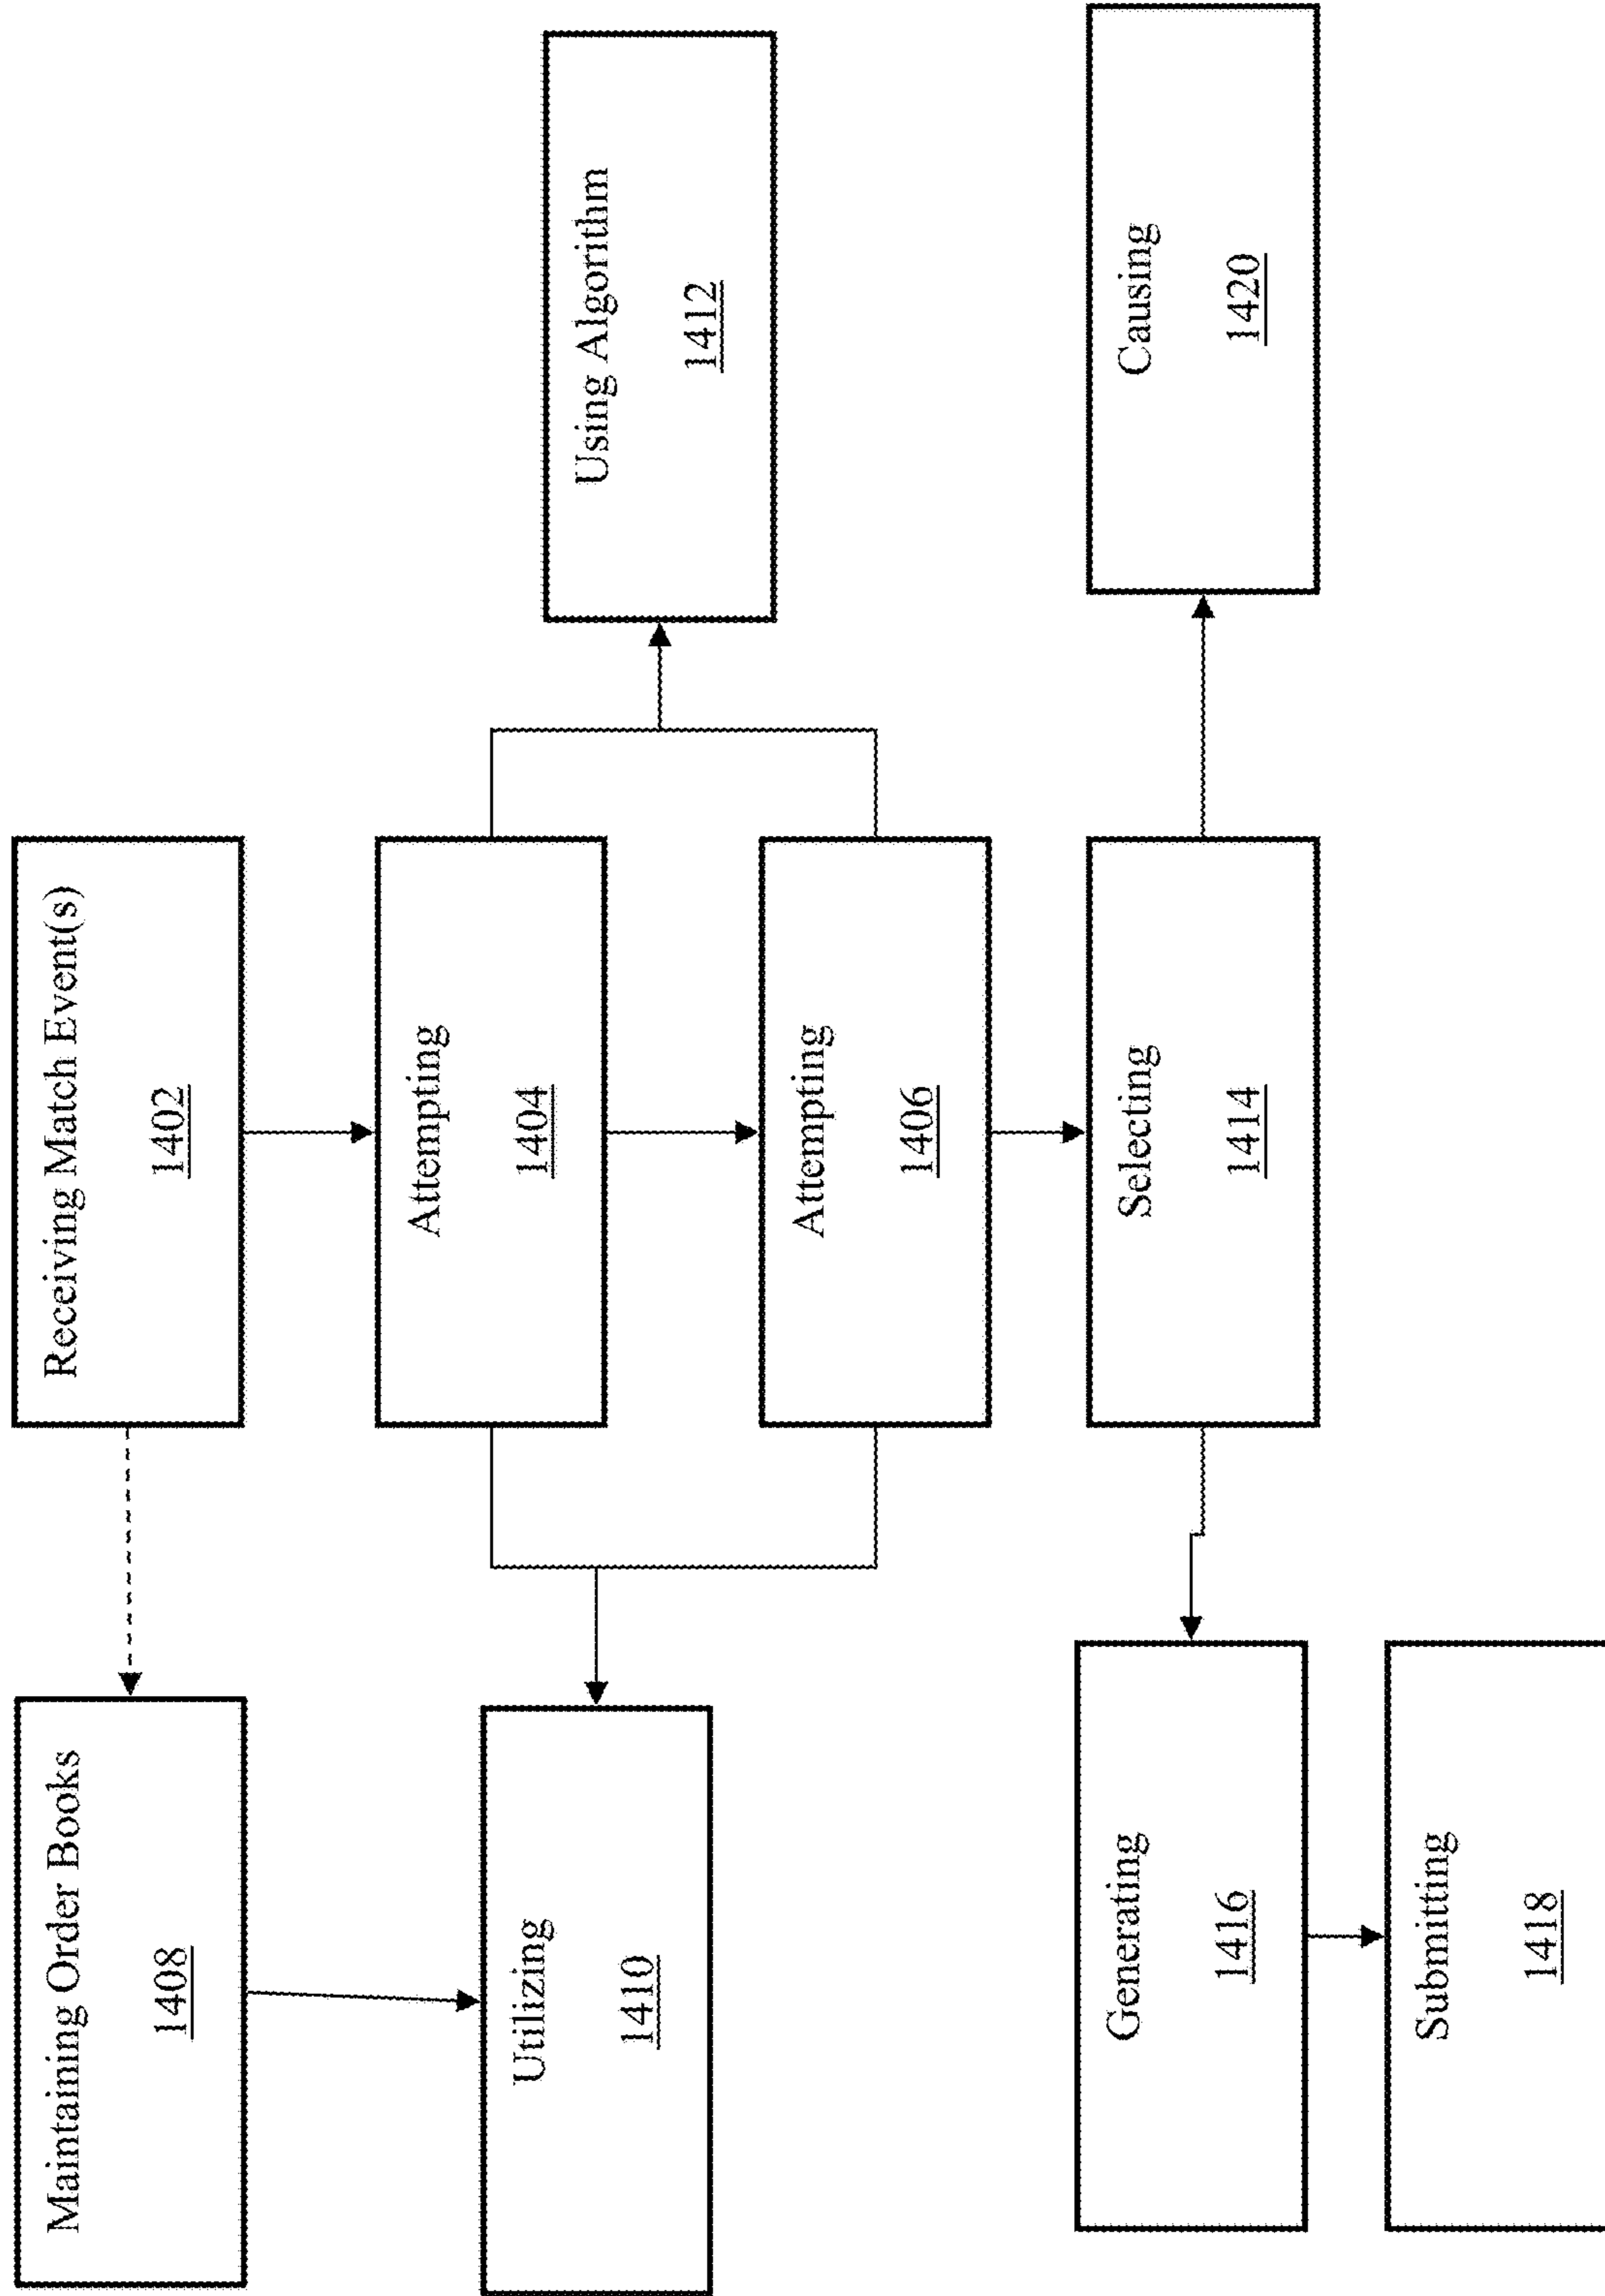 Maintaining Order Books
1408
Receiving Match Event(s)
1402
Utilizing
1410
Attempting
1404
Using Algorithm
1412
Attempting
1406
Generating
1416
Selecting
1414
Causing
1420
Submitting
1418